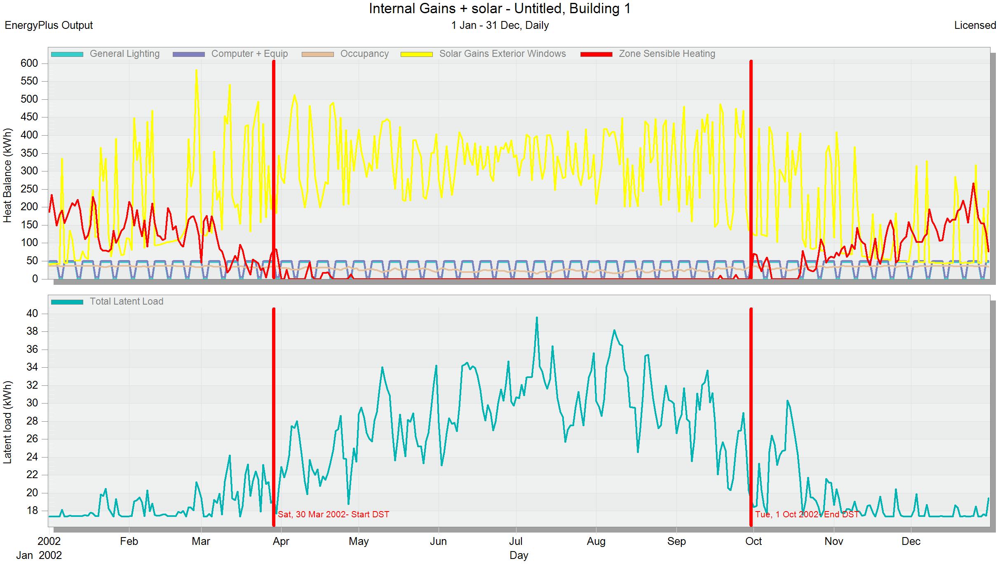 Internal Gains + solar - Untitled, Building 1
EnergyPlus Output
1 Jan - 31 Dec, Daily
Licensed
General Lighting
Computer + Equip
Occupancy
Solar Gains Exterior Windows
Zone Sensible Heating
600
550
500
450
400
350
300
250
200
150
100
50
0
Heat Balance (kWh)
Total Latent Load
40
38
36
34
32
30
28
26
24
22
20
18
Latent load (kWh)
Sat, 30 Mar 2002- Start DST
Tue, 1 Oct 2002- End DST
2002
Feb
Mar
Apr
May
Jun
Jul
Aug
Sep
Oct
Nov
Dec
Jan 2002
Day